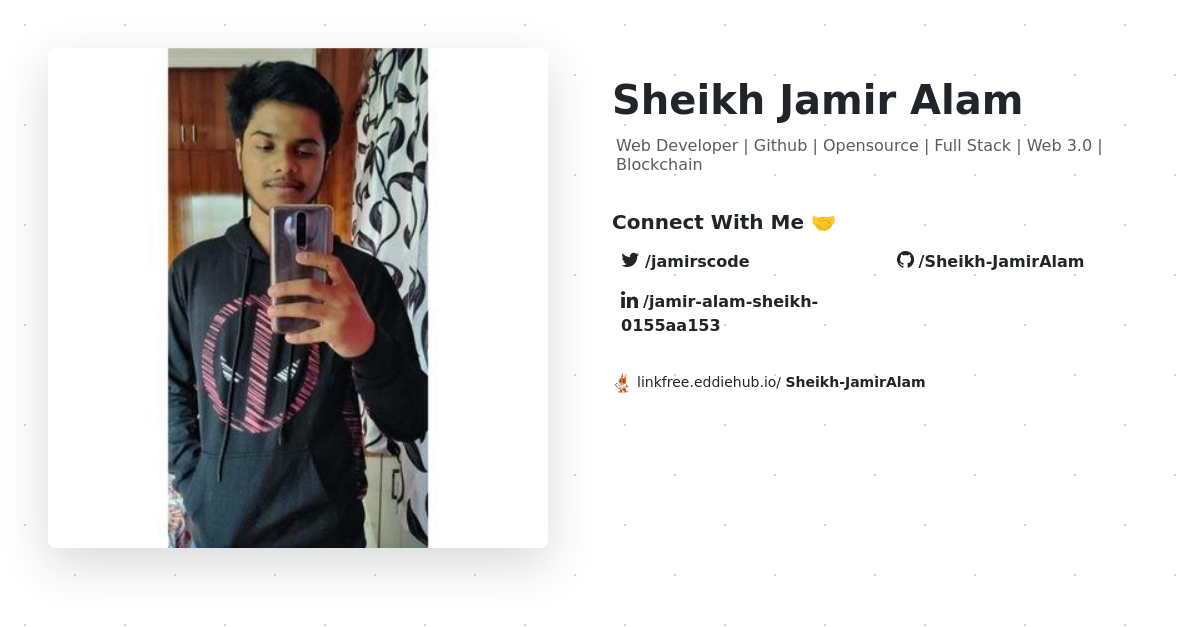 Sheikh Jamir Alam
Web Developer | Github | Opensource | Full Stack | Web 3.0 |
Blockchain
Connect With Me 🤝
/jamirscode
/Sheikh-JamirAlam
/jamir-alam-sheikh-
0155aa153
linkfree.eddiehub.io/ Sheikh-JamirAlam